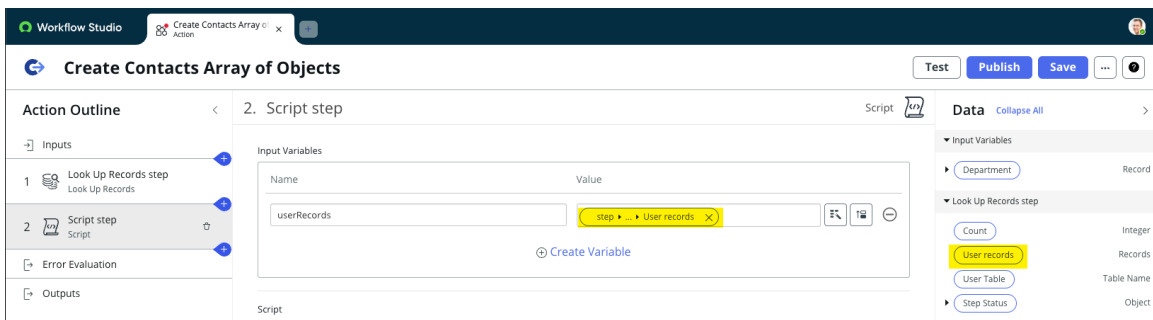 Workflow Studio
Create Contacts Array of
Action
Create Contacts Array of Objects
Test
Publish
Save
Action Outline
Inputs
1
Look Up Records step
Look Up Records
2
Script step
Script
Error Evaluation
Outputs
2. Script step
Script
Input Variables
Name
Value
userRecords
step ▸ ... ▸ User records
Create Variable
Script
Data
Collapse All
Input Variables
Department
Record
Look Up Records step
Count
Integer
User records
Records
User Table
Table Name
Step Status
Object